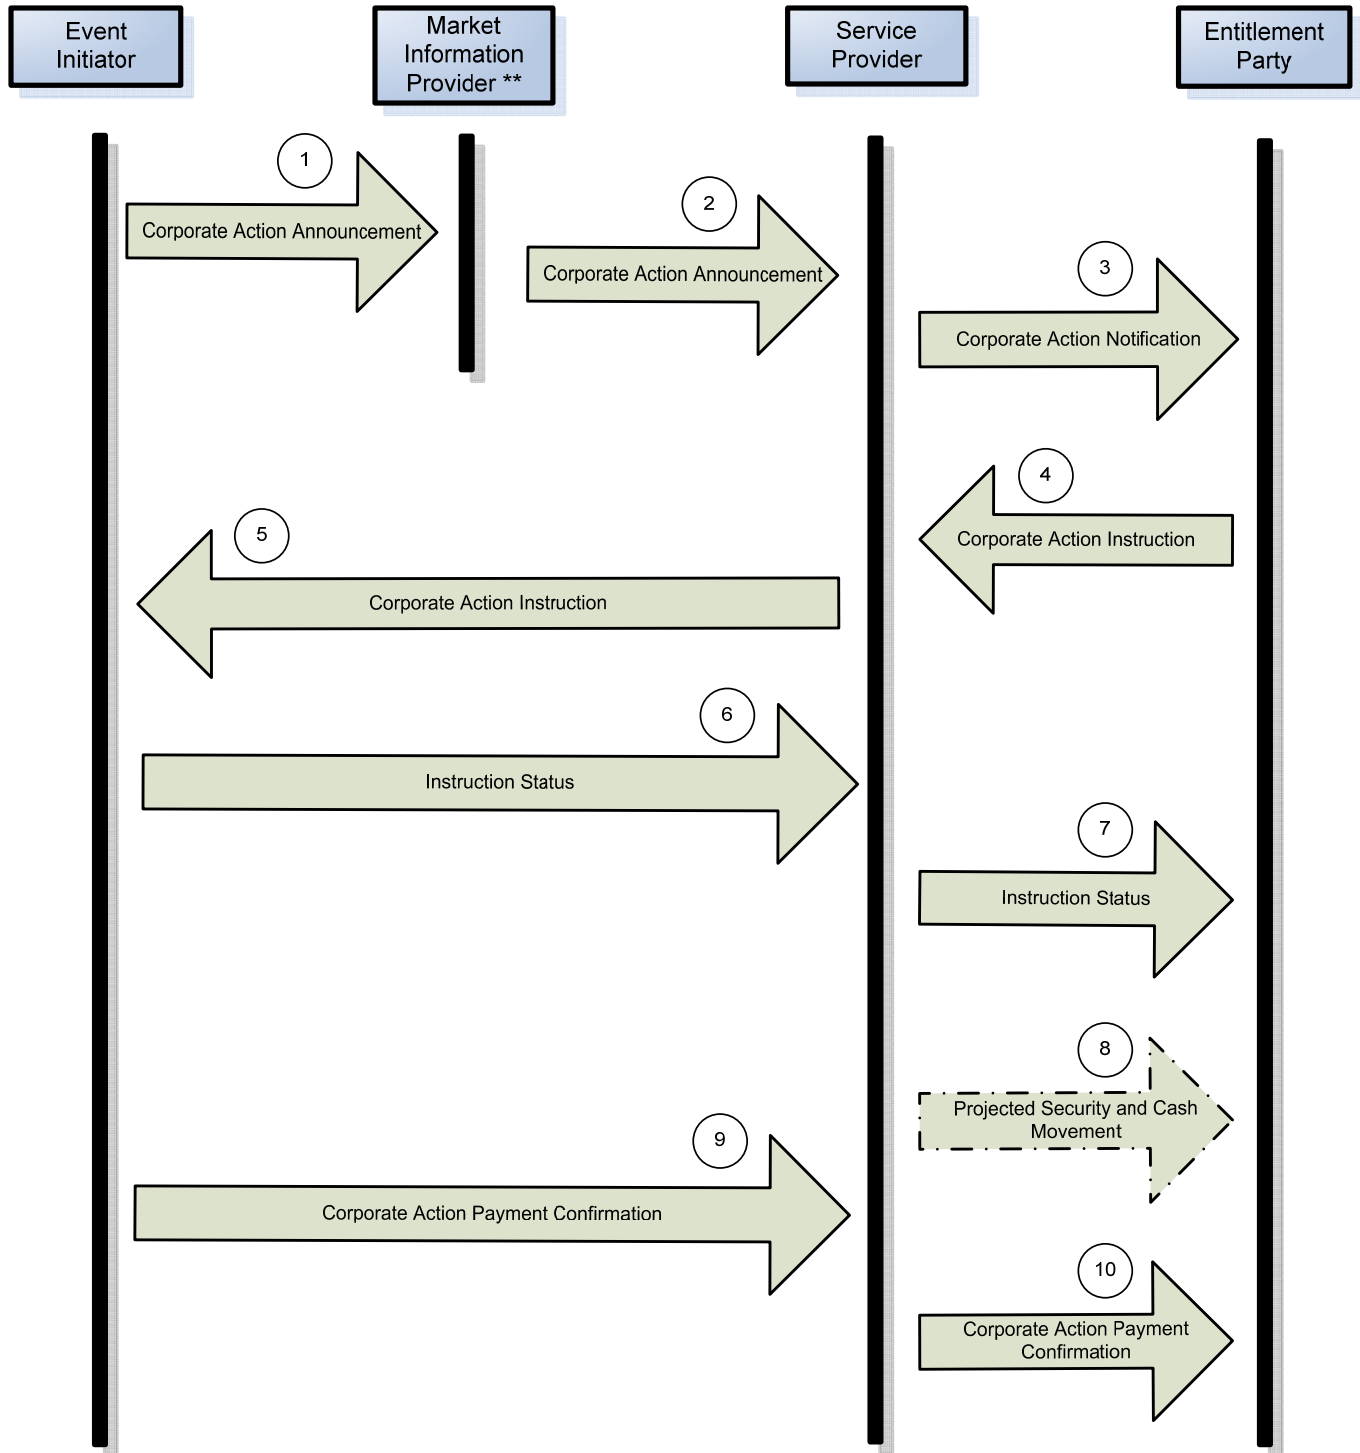 Event
Initiator
Market
Information
Provider **
Service
Provider
Entitlement
Party
1
Corporate Action Announcement
2
Corporate Action Announcement
3
Corporate Action Notification
4
Corporate Action Instruction
5
Corporate Action Instruction
6
Instruction Status
7
Instruction Status
8
Projected Security and Cash
Movement
9
Corporate Action Payment Confirmation
10
Corporate Action Payment
Confirmation